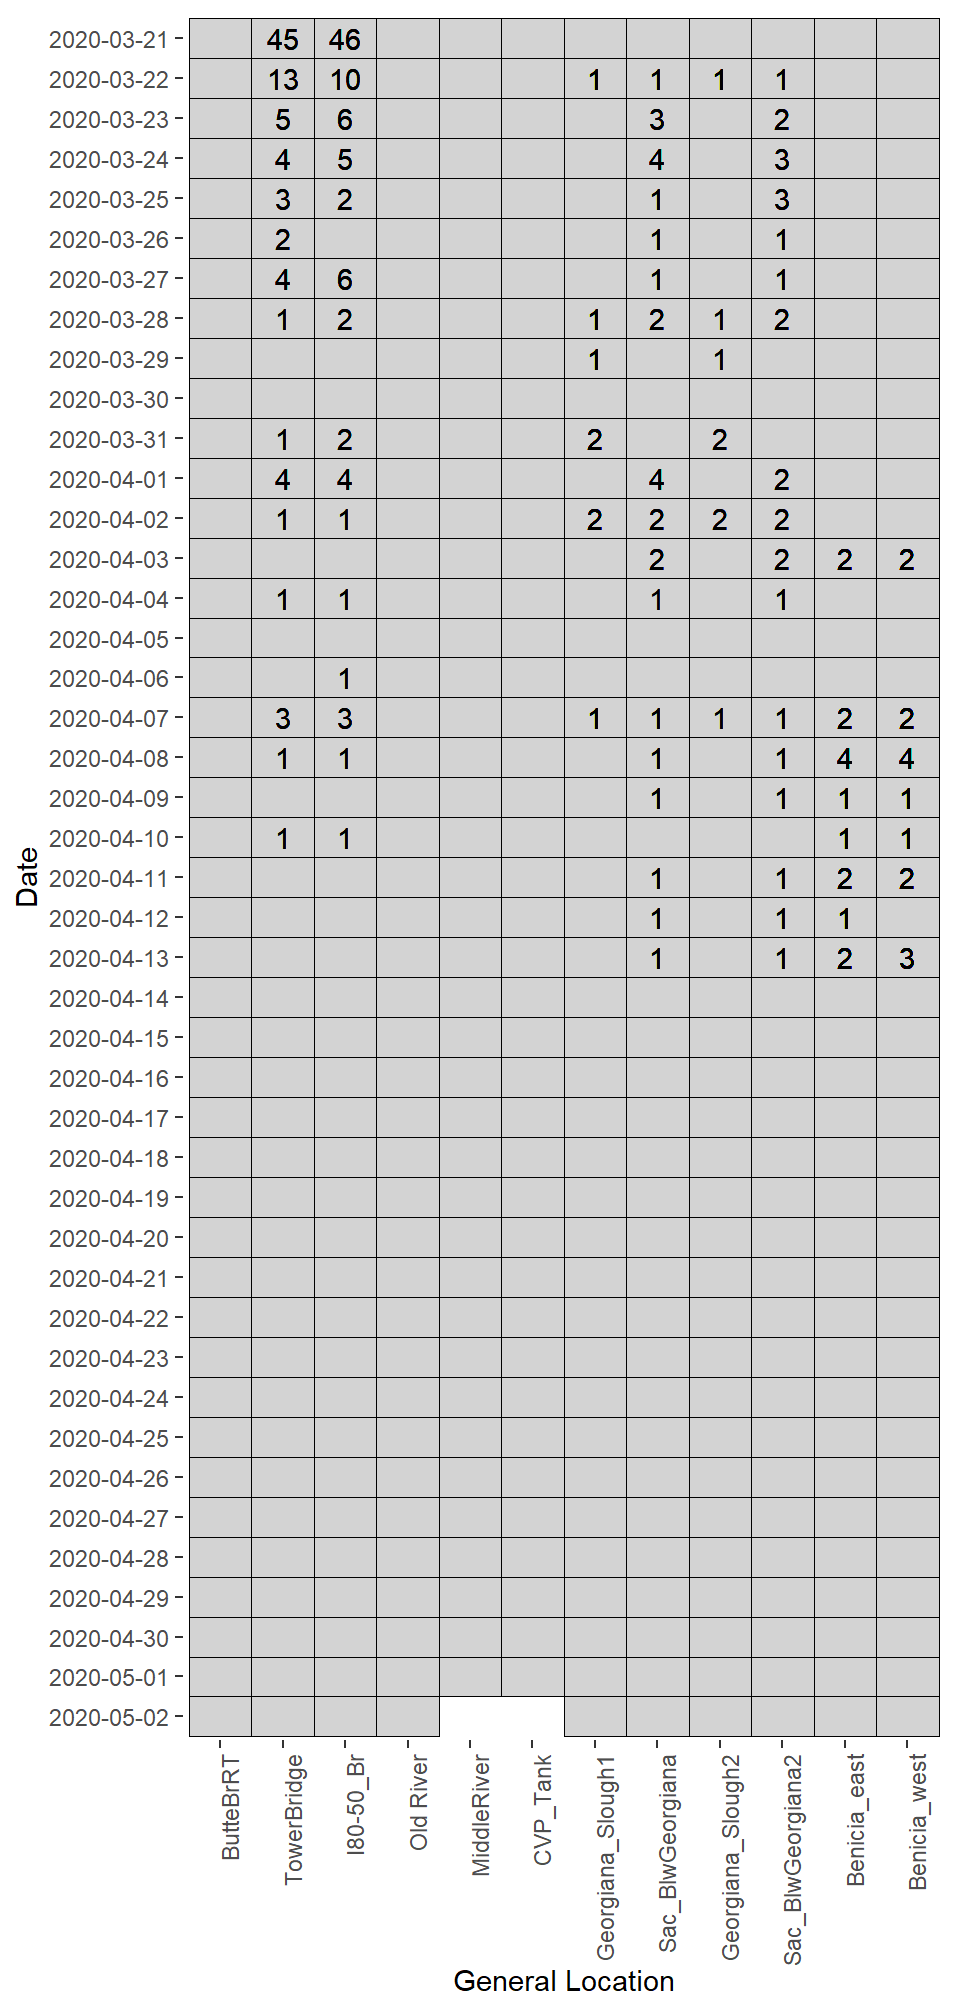 2020-03-21 45 46
2020-03-22 13 10 1 1 1 1
2020-03-23 5 6 3 2
2020-03-24 4 5 4 3
2020-03-25 3 2 1 3
2020-03-26 2 1 1
2020-03-27 4 6 1 1
2020-03-28 1 2 1 2 1 2
2020-03-29 1 1
2020-03-30
2020-03-31 1 2 2 2
2020-04-01 4 4 4 2
2020-04-02 1 1 2 2 2 2
2020-04-03 2 2 2 2
2020-04-04 1 1 1 1
2020-04-05
2020-04-06 1
2020-04-07 3 3 1 1 1 1 2 2
2020-04-08 1 1 1 1 4 4
2020-04-09 1 1 1 1
2020-04-10 1 1 1 1
2020-04-11 1 1 2 2
2020-04-12 1 1 1
2020-04-13 1 1 2 3
2020-04-14
2020-04-15
2020-04-16
2020-04-17
2020-04-18
2020-04-19
2020-04-20
2020-04-21
2020-04-22
2020-04-23
2020-04-24
2020-04-25
2020-04-26
2020-04-27
2020-04-28
2020-04-29
2020-04-30
2020-05-01
2020-05-02
Date
ButteBrRT
TowerBridge
I80-50_Br
Old River
MiddleRiver
CVP_Tank
Georgiana_Slough1
Sac_BlwGeorgiana
Georgiana_Slough2
Sac_BlwGeorgiana2
Benicia_east
Benicia_west
General Location